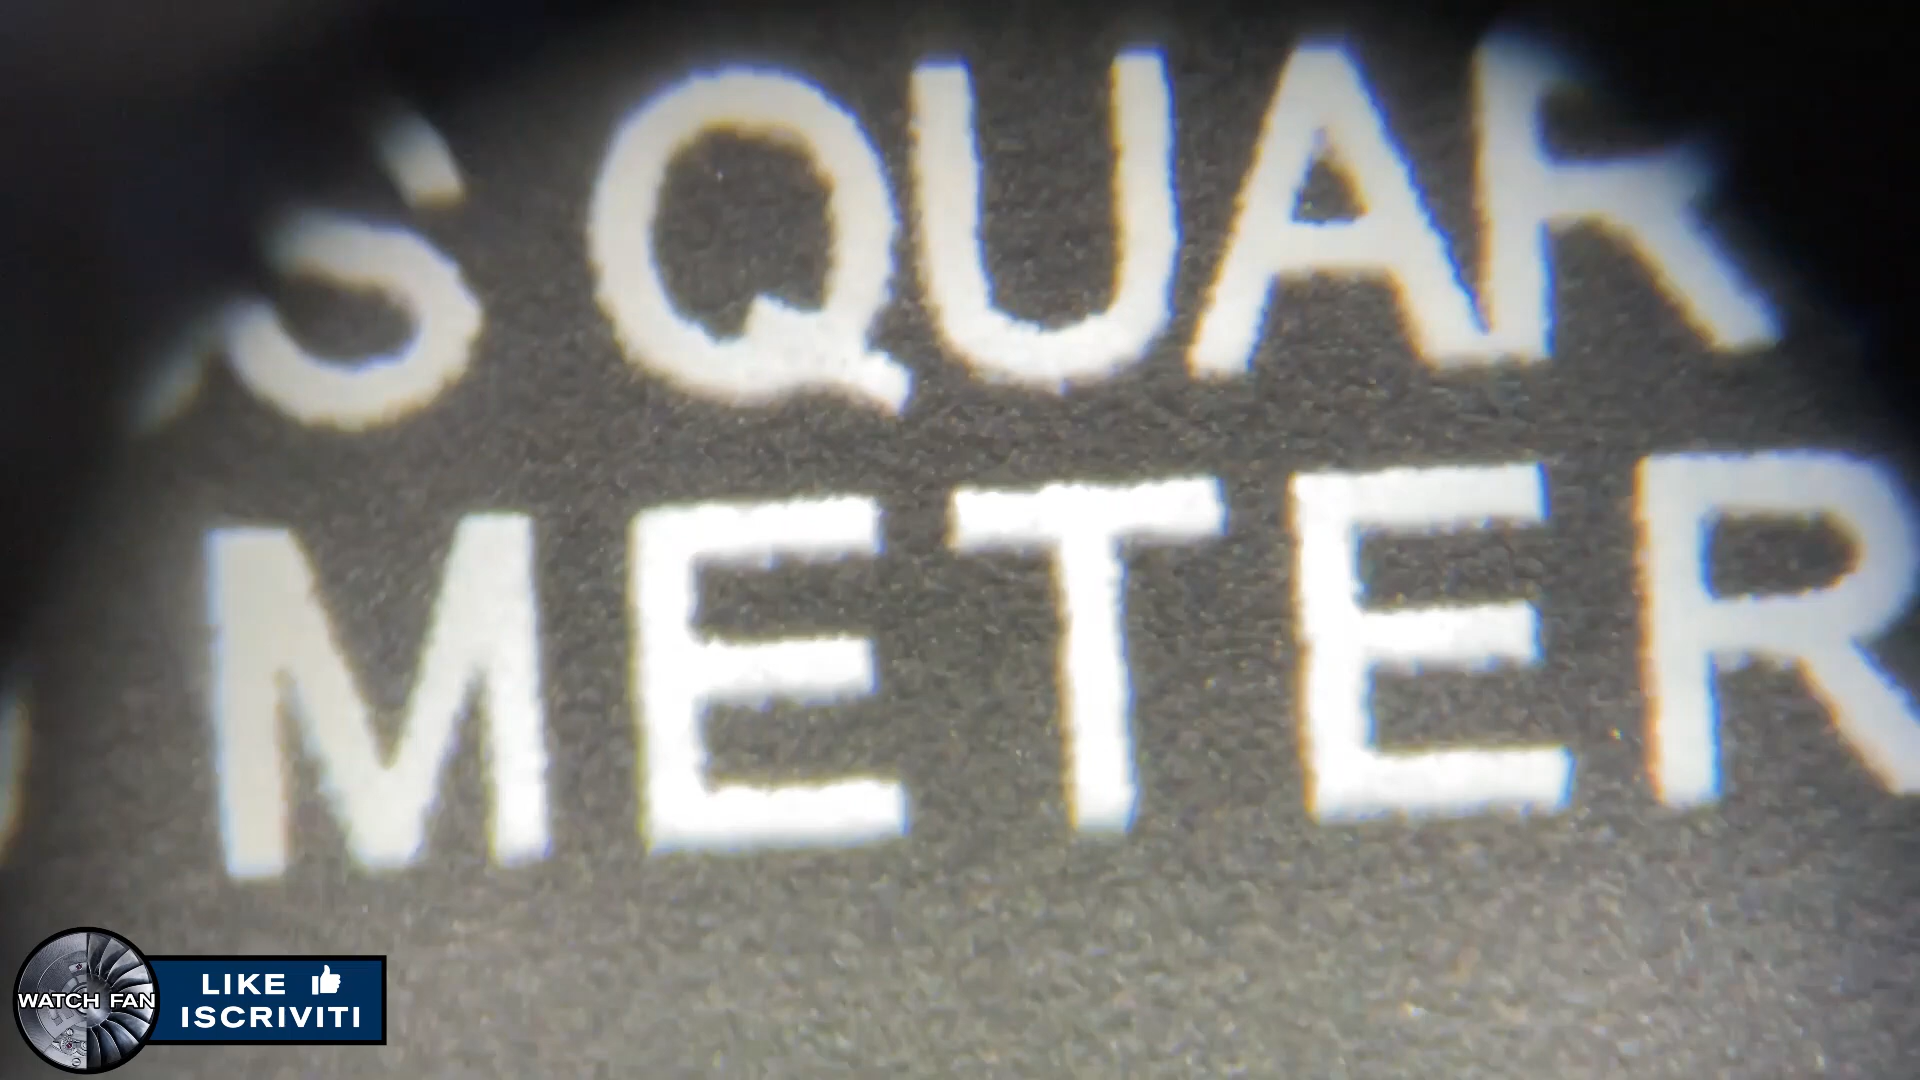 S' QUAR
METER
WATCH FAN
LIKE
ISCRIVITI